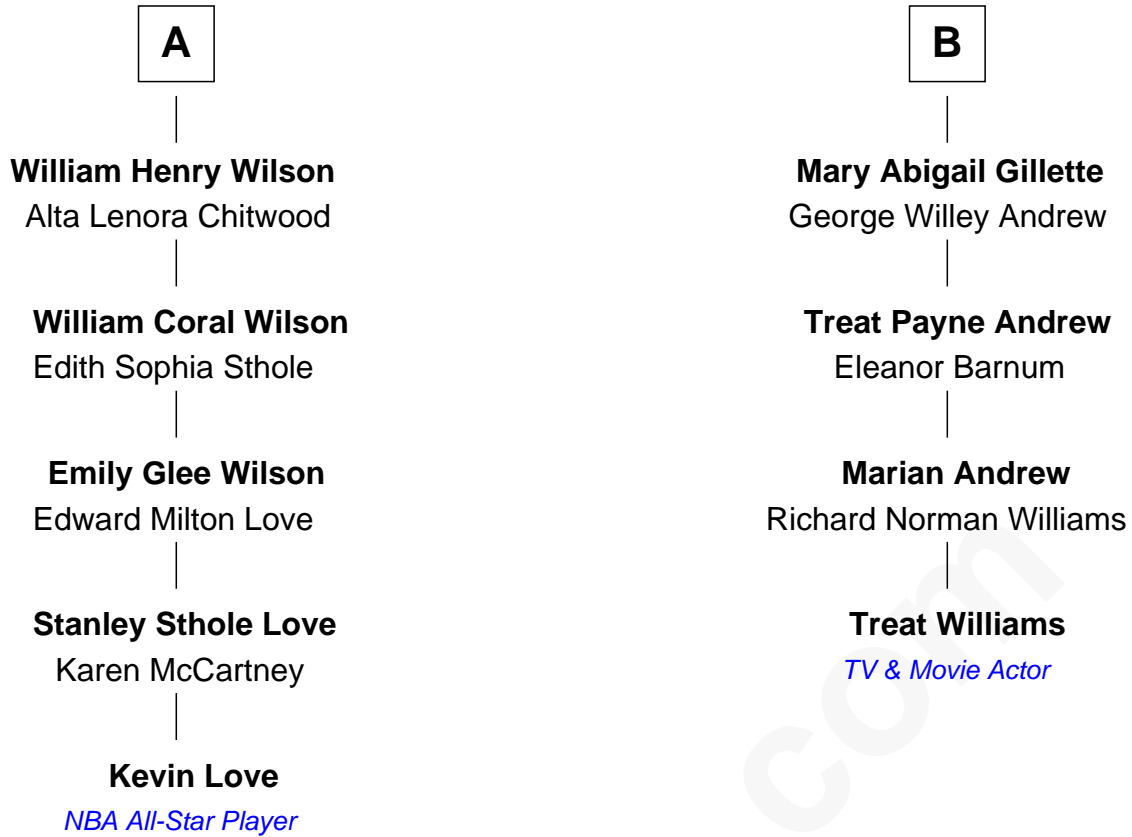 A
William Henry Wilson
Alta Lenora Chitwood
William Coral Wilson
Edith Sophia Sthole
Emily Glee Wilson
Edward Milton Love
Stanley Sthole Love
Karen McCartney
Kevin Love
NBA All-Star Player
B
Mary Abigail Gillette
George Willey Andrew
Treat Payne Andrew
Eleanor Barnum
Marian Andrew
Richard Norman Williams
Treat Williams
TV & Movie Actor
com